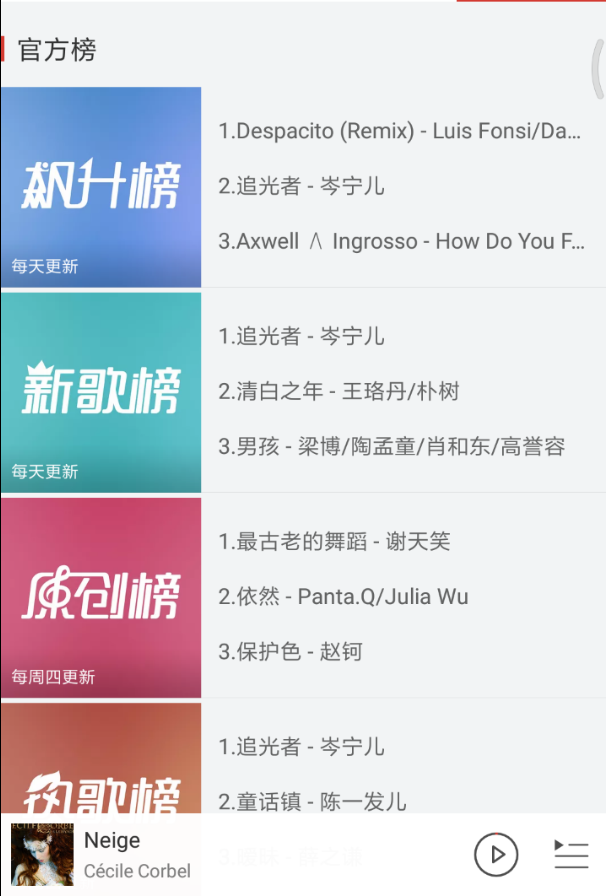 官方榜
飙升榜
每天更新
1.Despacito (Remix) - Luis Fonsi/Da...
2.追光者 - 岑宁儿
3.Axwell Λ Ingrosso - How Do You F...
新歌榜
每天更新
1.追光者 - 岑宁儿
2.清白之年 - 王珞丹/朴树
3.男孩 - 梁博/陶孟童/肖和东/高誉容
原创榜
每周四更新
1.最古老的舞蹈 - 谢天笑
2.依然 - Panta.Q/Julia Wu
3.保护色 - 赵钶
热歌榜
1.追光者 - 岑宁儿
2.童话镇 - 陈一发儿
Neige
Cécile Corbel